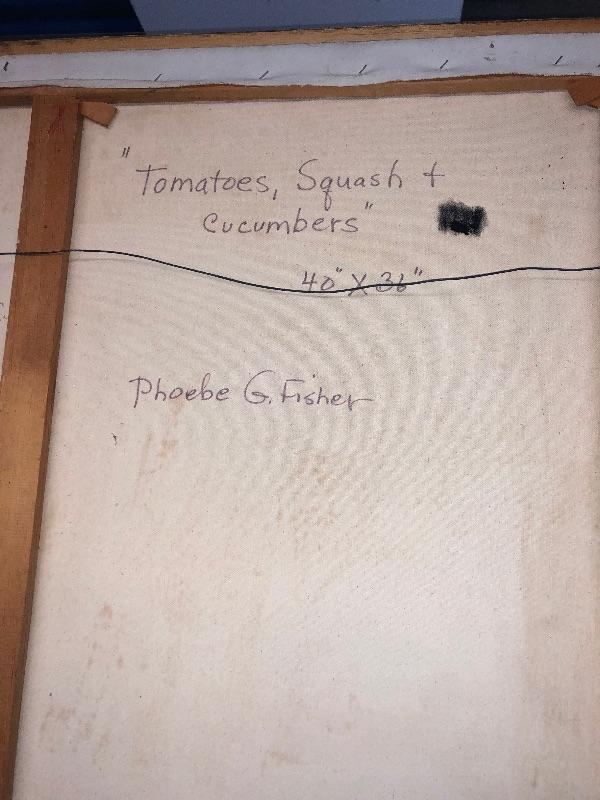 "Tomatoes, Squash +
Cucumbers"
40" X 36"
Phoebe G. Fisher